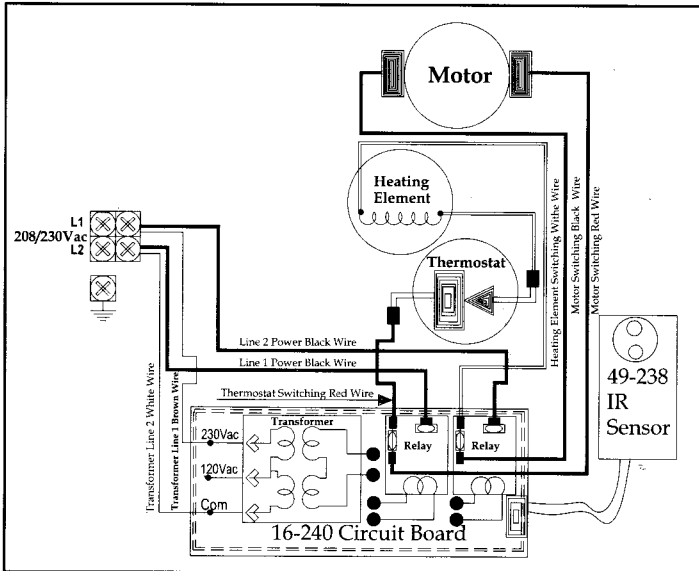 Motor
Heating
Element
L1
208/230Vac
L2
Thermostat
Heating Element Switching Withe Wire
Motor Switching Black Wire
Motor Switching Red Wire
Line 2 Power Black Wire
Line 1 Power Black Wire
Thermostat Switching Red Wire
Transformer Line 2 White Wire
Transformer Line 1 Brown Wire
49-238
IR
Sensor
Transformer
230Vac
120Vac
Com
Relay
Relay
16-240 Circuit Board